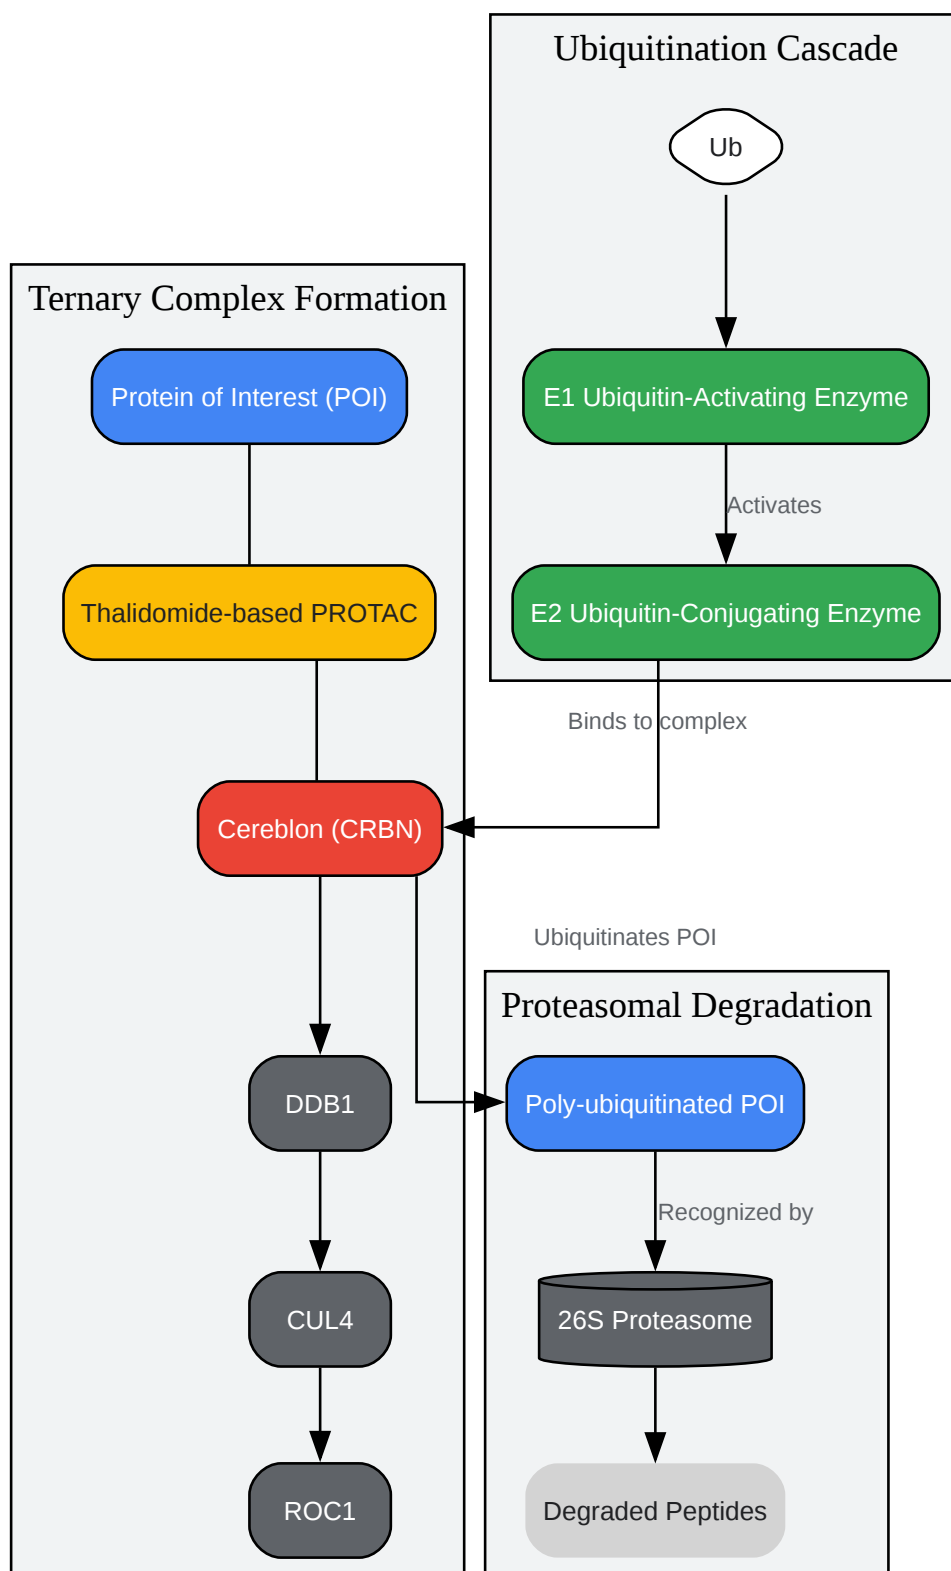 Ubiquitination Cascade
Ub
Ternary Complex Formation
Protein of Interest (POI)
E1 Ubiquitin-Activating Enzyme
Activates
Thalidomide-based PROTAC
E2 Ubiquitin-Conjugating Enzyme
Binds to complex
Cereblon (CRBN)
Ubiquitinates POI
Proteasomal Degradation
DDB1
Poly-ubiquitinated POI
Recognized by
CUL4
26S Proteasome
ROC1
Degraded Peptides